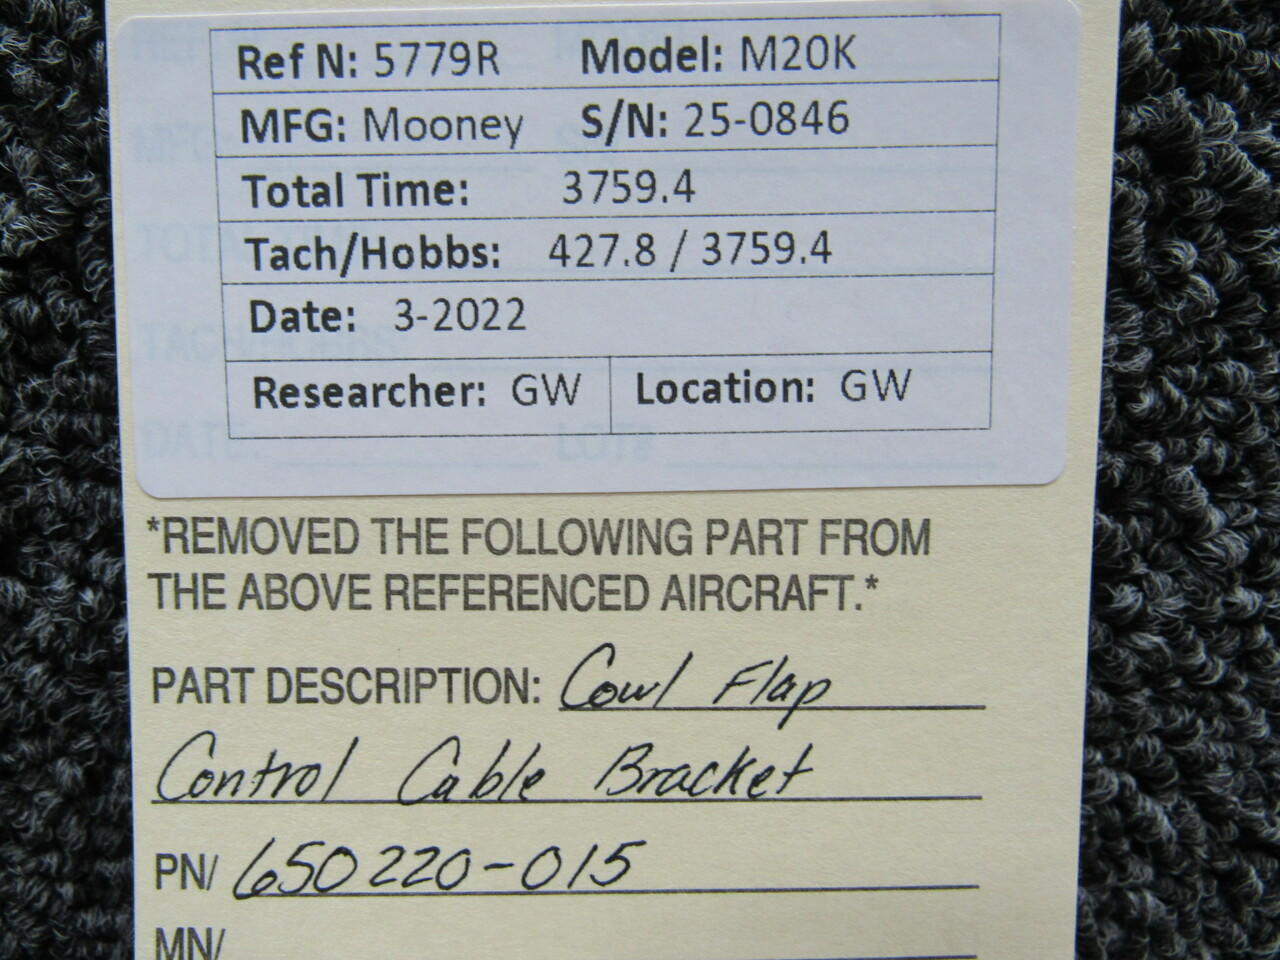 Ref N: 5779R Model: M20K
MFG: Mooney S/N: 25-0846
Total Time: 3759.4
Tach/Hobbs: 427.8 / 3759.4
Date: 3-2022
Researcher: GW Location: GW
*REMOVED THE FOLLOWING PART FROM
THE ABOVE REFERENCED AIRCRAFT.*
PART DESCRIPTION: Cowl Flap
Control Cable Bracket
PN/ 650220-015
MN/